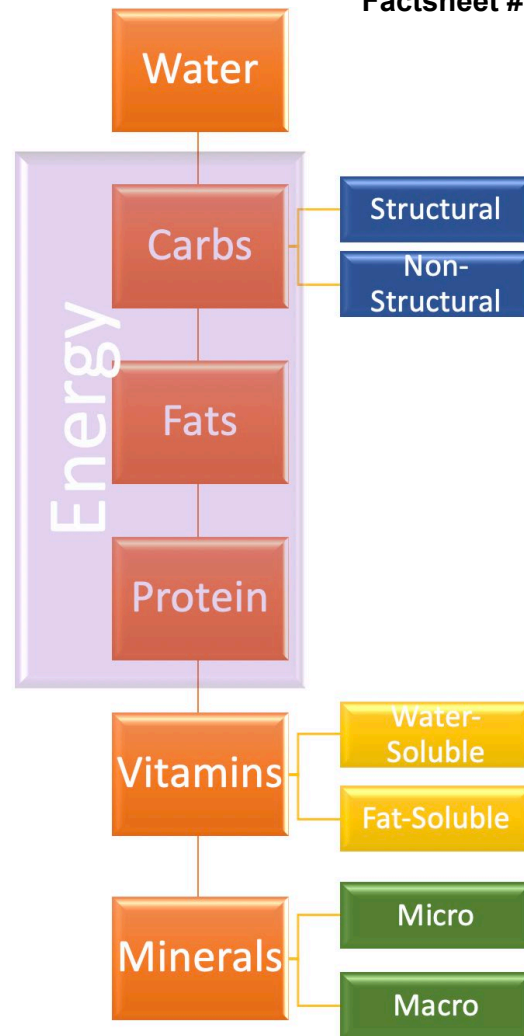 Factsheet #
Water
Energy
Carbs
Structural
Non-
Structural
Fats
Protein
Vitamins
Water-
Soluble
Fat-Soluble
Minerals
Micro
Macro